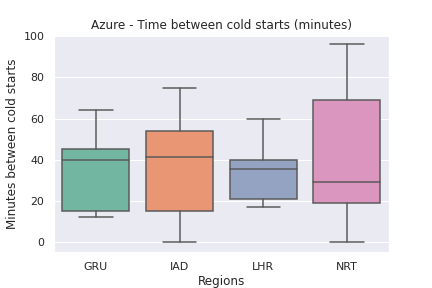 Azure - Time between cold starts (minutes)
100
80
60
40
20
0
Minutes between cold starts
GRU IAD LHR NRT
Regions